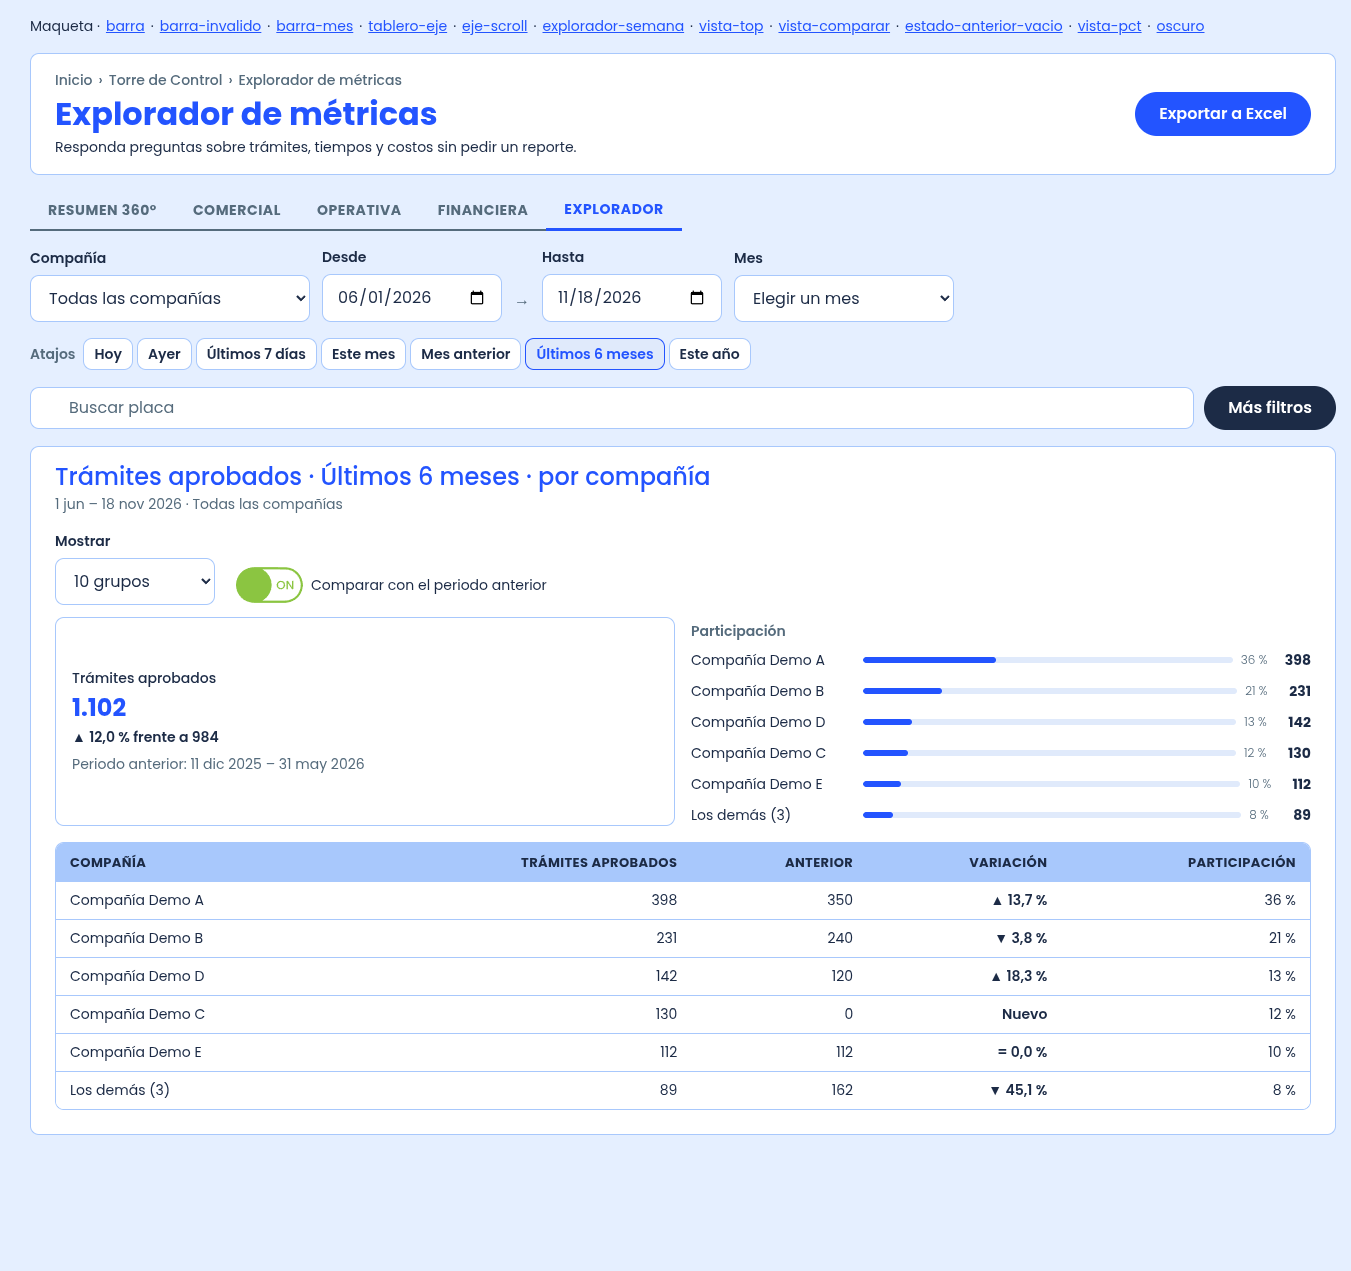 Maqueta · barra · barra-invalido · barra-mes · tablero-eje · eje-scroll · explorador-semana · vista-top · vista-comparar · estado-anterior-vacio · vista-pct · oscuro
Inicio › Torre de Control › Explorador de métricas
Explorador de métricas
Responda preguntas sobre trámites, tiempos y costos sin pedir un reporte.
Exportar a Excel
RESUMEN 360° COMERCIAL OPERATIVA FINANCIERA EXPLORADOR
Compañía Desde Hasta Mes
Todas las compañías 06/01/2026 → 11/18/2026 Elegir un mes
Atajos Hoy Ayer Últimos 7 días Este mes Mes anterior Últimos 6 meses Este año
Buscar placa Más filtros
Trámites aprobados · Últimos 6 meses · por compañía
1 jun – 18 nov 2026 · Todas las compañías
Mostrar
10 grupos ON Comparar con el periodo anterior
Trámites aprobados
1.102
▲ 12,0 % frente a 984
Periodo anterior: 11 dic 2025 – 31 may 2026
Participación
Compañía Demo A 36 % 398
Compañía Demo B 21 % 231
Compañía Demo D 13 % 142
Compañía Demo C 12 % 130
Compañía Demo E 10 % 112
Los demás (3) 8 % 89
COMPAÑÍA TRÁMITES APROBADOS ANTERIOR VARIACIÓN PARTICIPACIÓN
Compañía Demo A 398 350 ▲ 13,7 % 36 %
Compañía Demo B 231 240 ▼ 3,8 % 21 %
Compañía Demo D 142 120 ▲ 18,3 % 13 %
Compañía Demo C 130 0 Nuevo 12 %
Compañía Demo E 112 112 = 0,0 % 10 %
Los demás (3) 89 162 ▼ 45,1 % 8 %